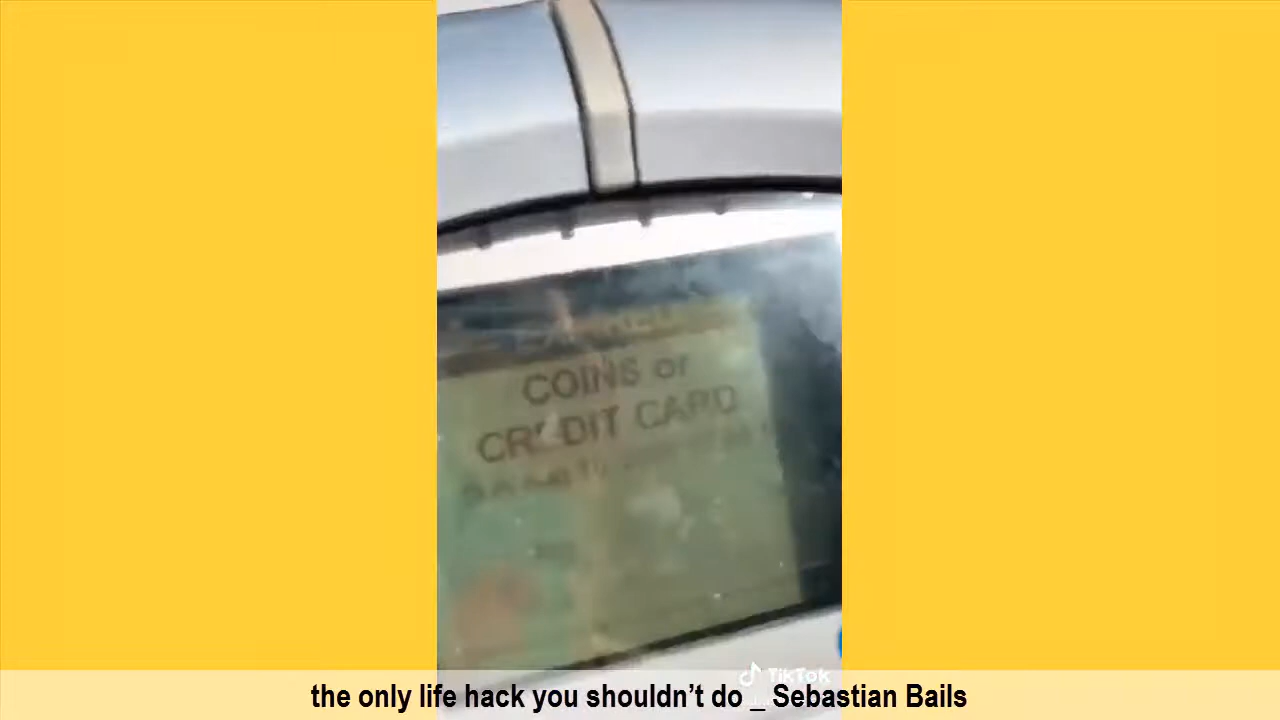 COINS or
CREDIT CARD
TikTok
the only life hack you shouldn’t do _ Sebastian Bails